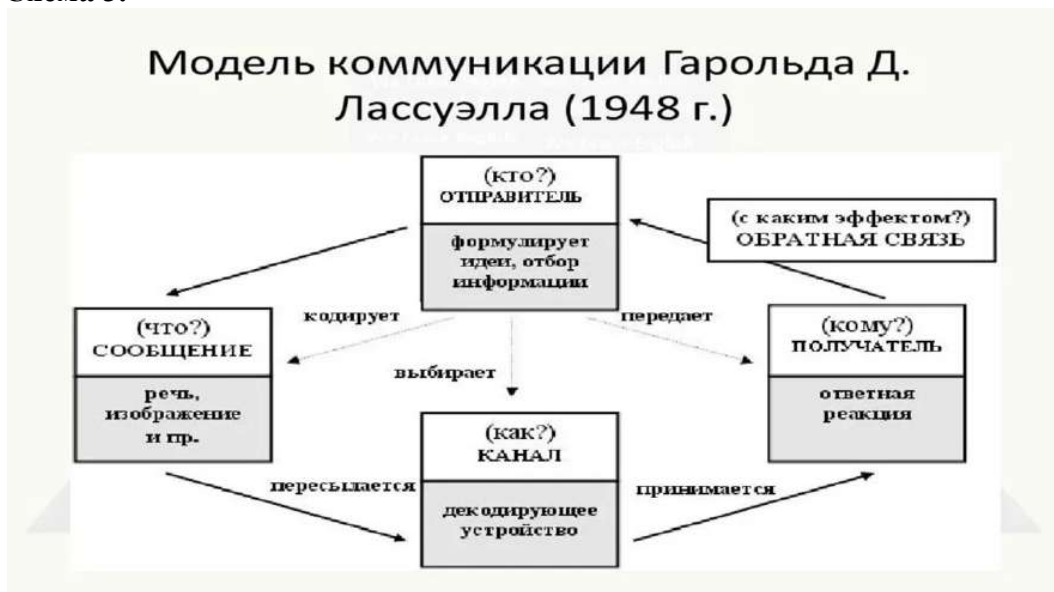 Модель коммуникации Гарольда Д.
Лассуэлла (1948 г.)
(кто?)
ОТПРАВИТЕЛЬ
формулирует
идеи, отбор
информации
(с каким эффектом?)
ОБРАТНАЯ СВЯЗЬ
кодирует
передает
выбирает
(что?)
СООБЩЕНИЕ
речь,
изображение
и пр.
(кому?)
ПОЛУЧАТЕЛЬ
ответная
реакция
(как?)
КАНАЛ
декодирующее
устройство
пересылается
принимается